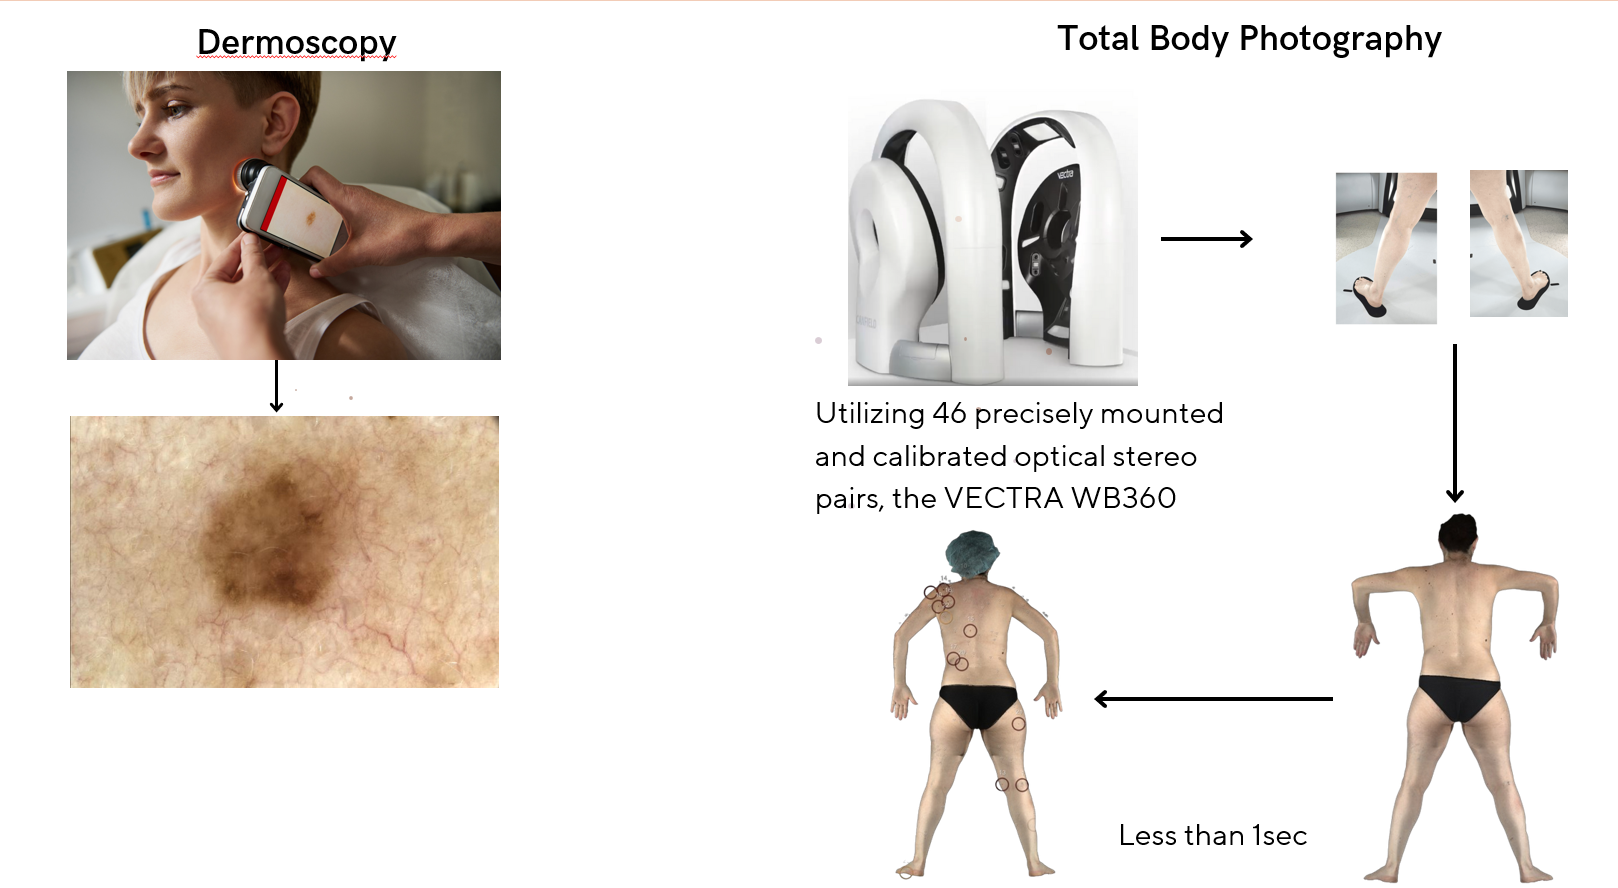 Dermoscopy
Total Body Photography
vectra
Utilizing 46 precisely mounted
and calibrated optical stereo
pairs, the VECTRA WB360
Less than 1sec